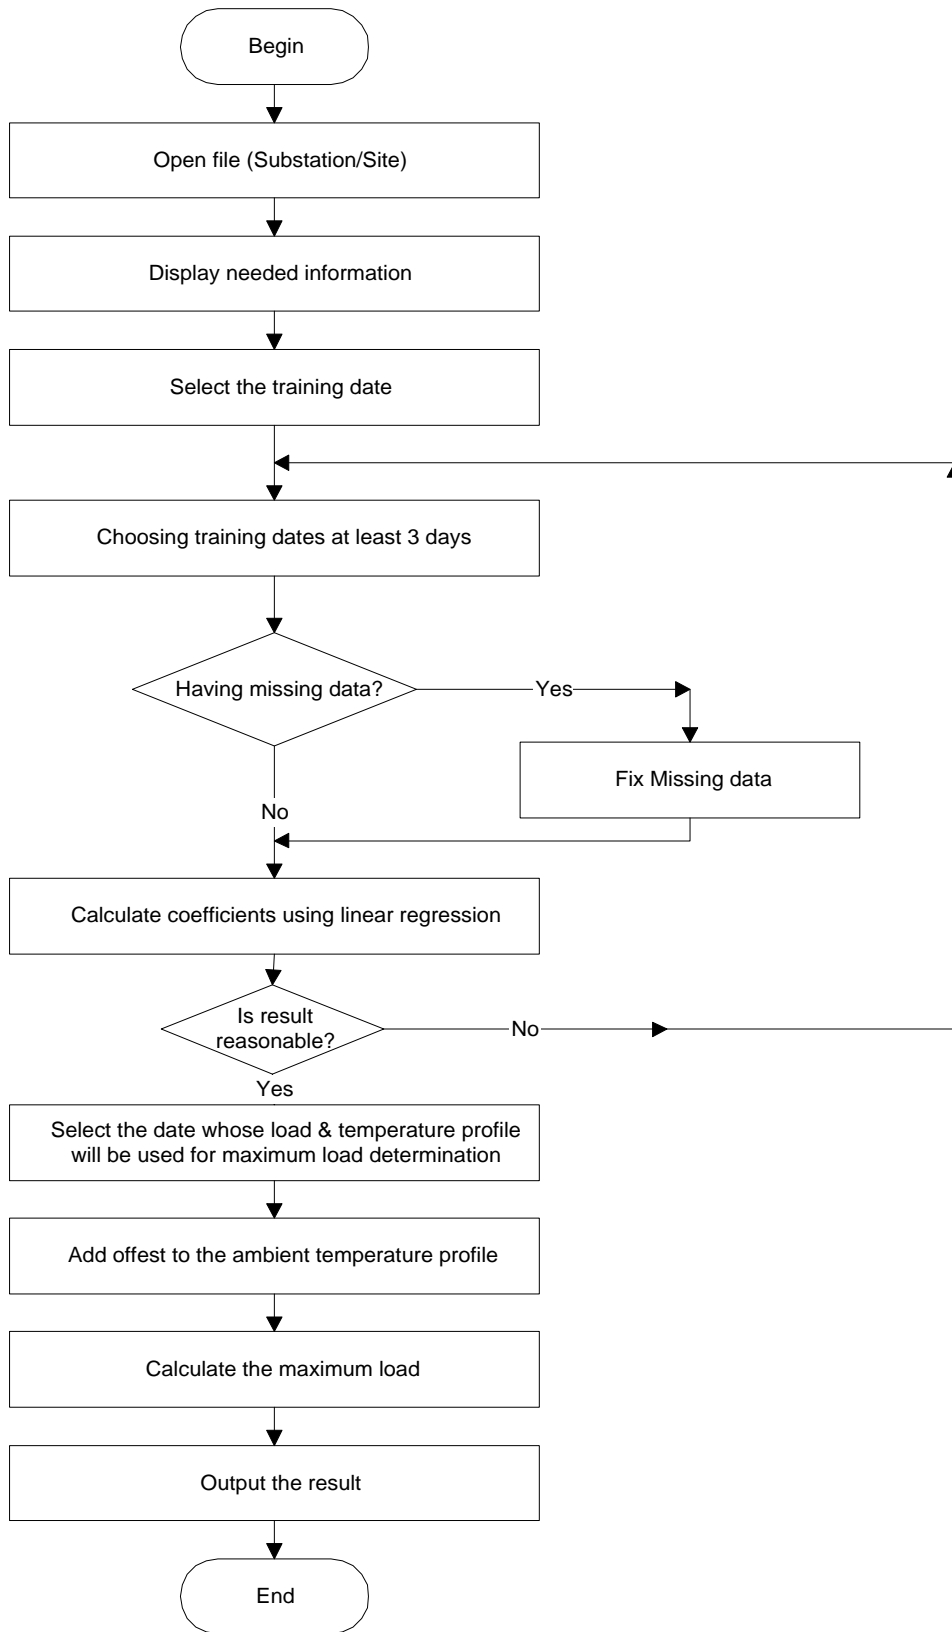 Begin
Open file (Substation/Site)
Display needed information
Select the training date
Choosing training dates at least 3 days
Having missing data?
Yes
Fix Missing data
No
Calculate coefficients using linear regression
Is result
reasonable?
No
Yes
Select the date whose load & temperature profile
will be used for maximum load determination
Add offest to the ambient temperature profile
Calculate the maximum load
Output the result
End